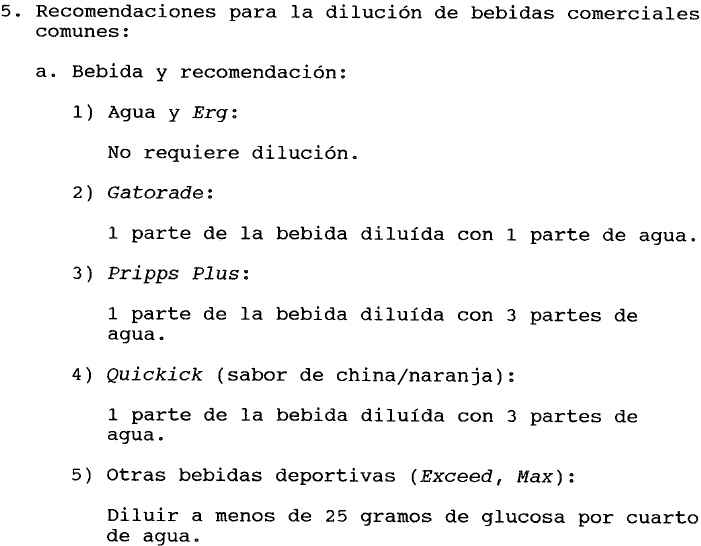 5. Recomendaciones para la dilución de bebidas comerciales
comunes:
a. Bebida y recomendación:
1) Agua y Erg:
No requiere dilución.
2) Gatorade:
1 parte de la bebida diluída con 1 parte de agua.
3) Pripps Plus:
1 parte de la bebida diluída con 3 partes de
agua.
4) Quickick (sabor de china/naranja):
1 parte de la bebida diluída con 3 partes de
agua.
5) Otras bebidas deportivas (Exceed, Max):
Diluir a menos de 25 gramos de glucosa por cuarto
de agua.